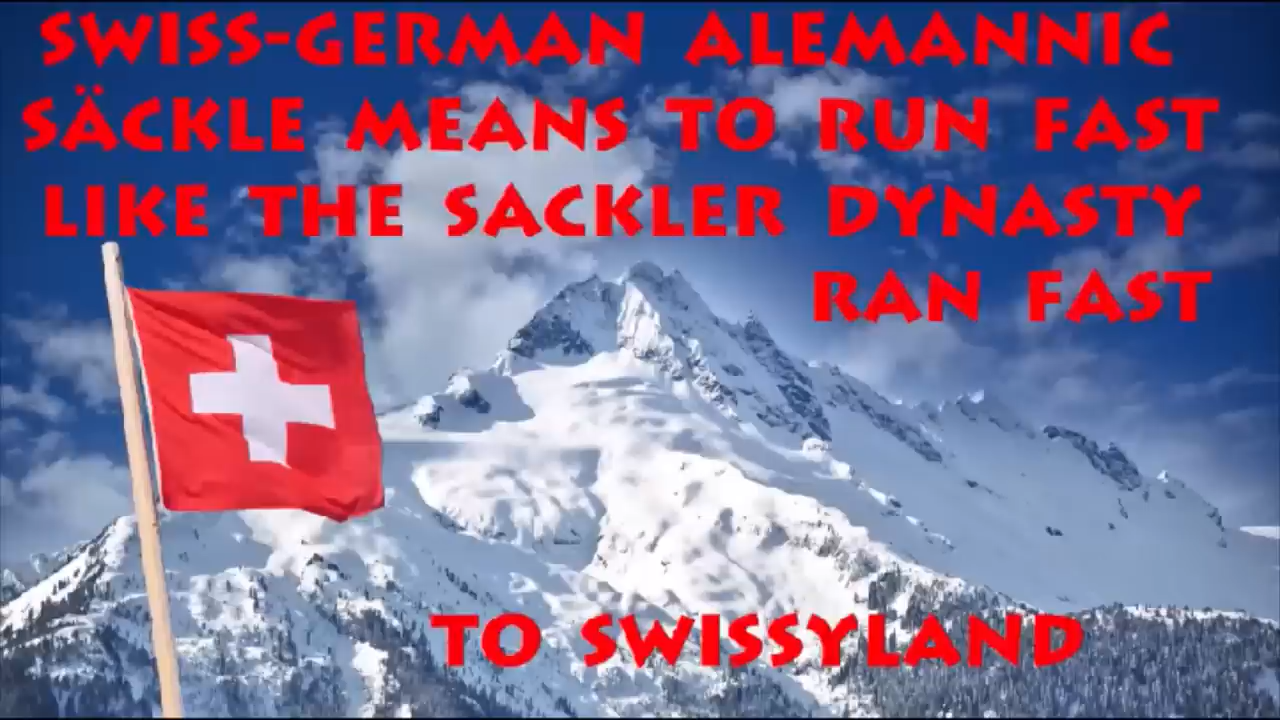 SWISS-GERMAN ALEMANNIC
SÄCKLE MEANS TO RUN FAST
LIKE THE SACKLER DYNASTY
RAN FAST
TO SWISSYLAND